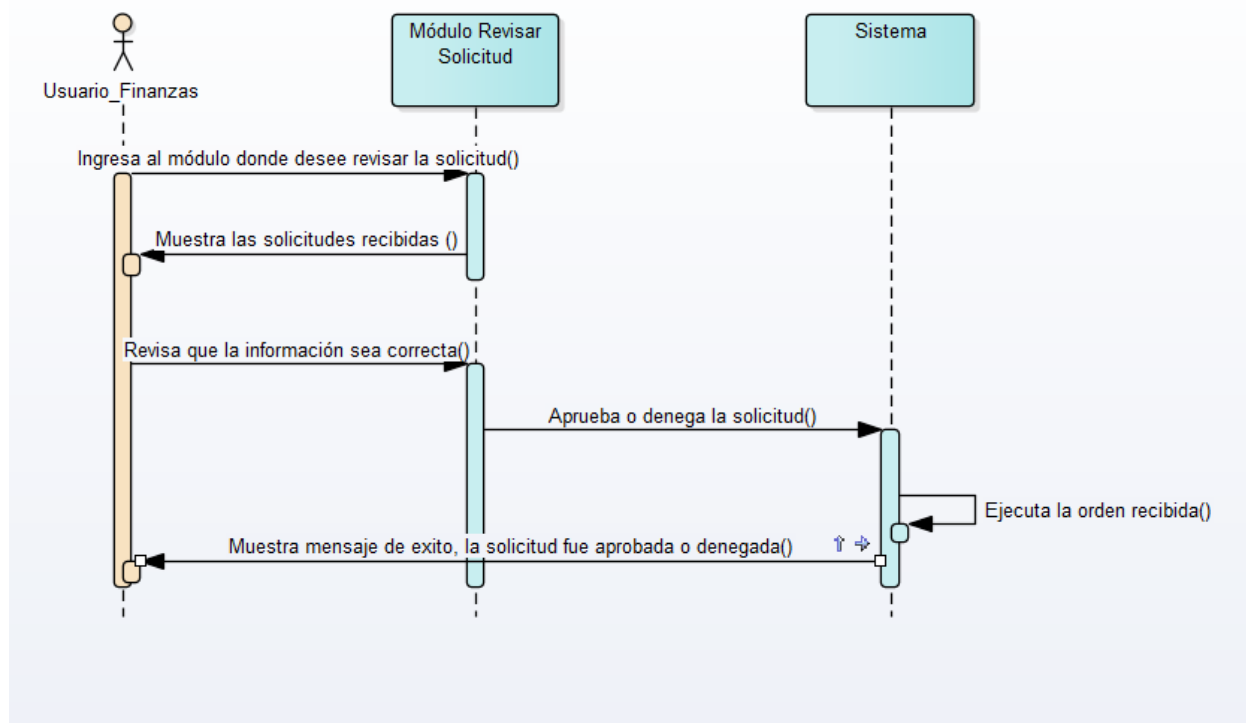 Módulo Revisar
Solicitud
Sistema
Usuario_Finanzas
Ingresa al módulo donde desee revisar la solicitud()
Muestra las solicitudes recibidas ()
Revisa que la información sea correcta()
Aprueba o denega la solicitud()
Ejecuta la orden recibida()
Muestra mensaje de exito, la solicitud fue aprobada o denegada()